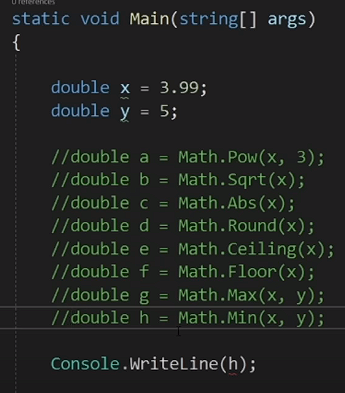 0 references
static void Main(string[] args)
{
double x = 3.99;
double y = 5;
//double a = Math.Pow(x, 3);
//double b = Math.Sqrt(x);
//double c = Math.Abs(x);
//double d = Math.Round(x);
//double e = Math.Ceiling(x);
//double f = Math.Floor(x);
//double g = Math.Max(x, y);
//double h = Math.Min(x, y);
Console.WriteLine(h);